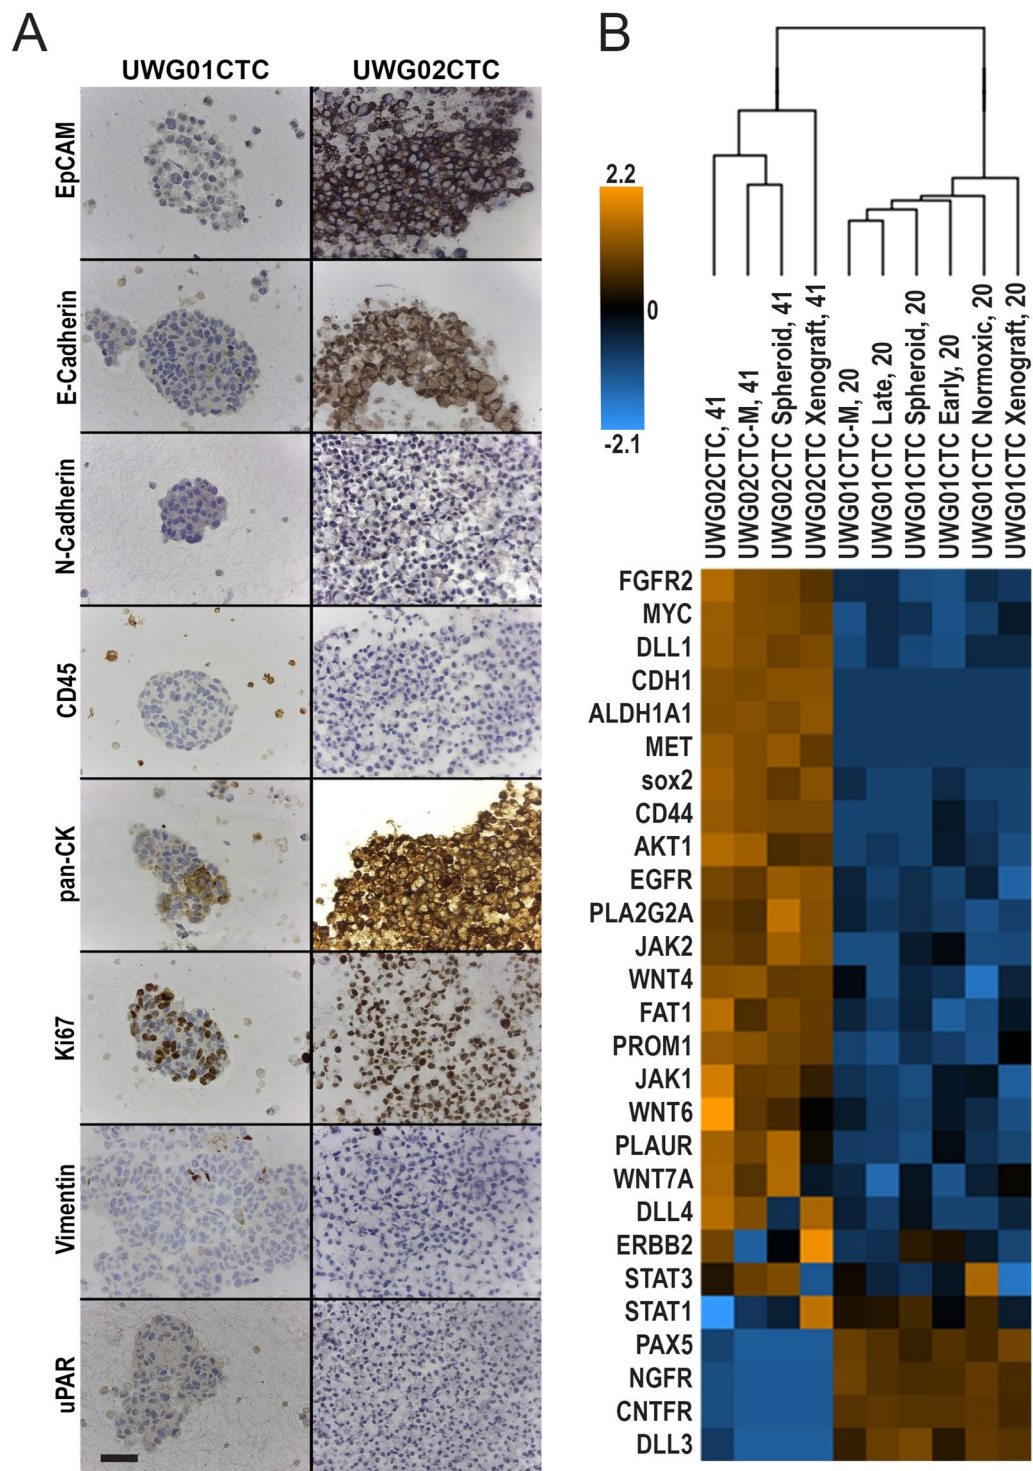 A
UWG01CTC
UWG02CTC
EpCAM
E-Cadherin
N-Cadherin
CD45
pan-CK
Ki67
Vimentin
uPAR
B
2.2
0
-2.1
UWG02CTC, 41
UWG02CTC-M, 41
UWG02CTC Spheroid, 41
UWG02CTC Xenograft, 41
UWG01CTC-M, 20
UWG01CTC Late, 20
UWG01CTC Spheroid, 20
UWG01CTC Early, 20
UWG01CTC Normoxic, 20
UWG01CTC Xenograft, 20
FGFR2
MYC
DLL1
CDH1
ALDH1A1
MET
sox2
CD44
AKT1
EGFR
PLA2G2A
JAK2
WNT4
FAT1
PROM1
JAK1
WNT6
PLAUR
WNT7A
DLL4
ERBB2
STAT3
STAT1
PAX5
NGFR
CNTFR
DLL3